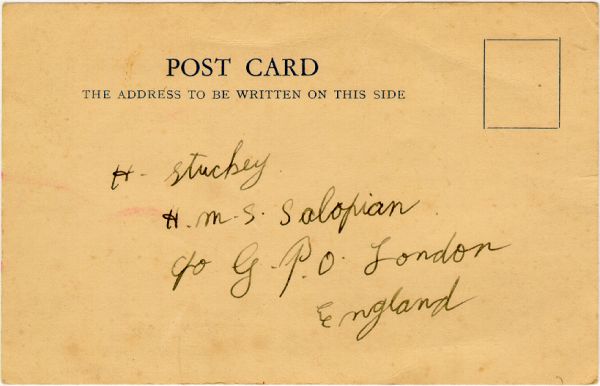 POST CARD
THE ADDRESS TO BE WRITTEN ON THIS SIDE
H. Stuckey
H. M. S. Salopian
c/o G. P. O. London
England